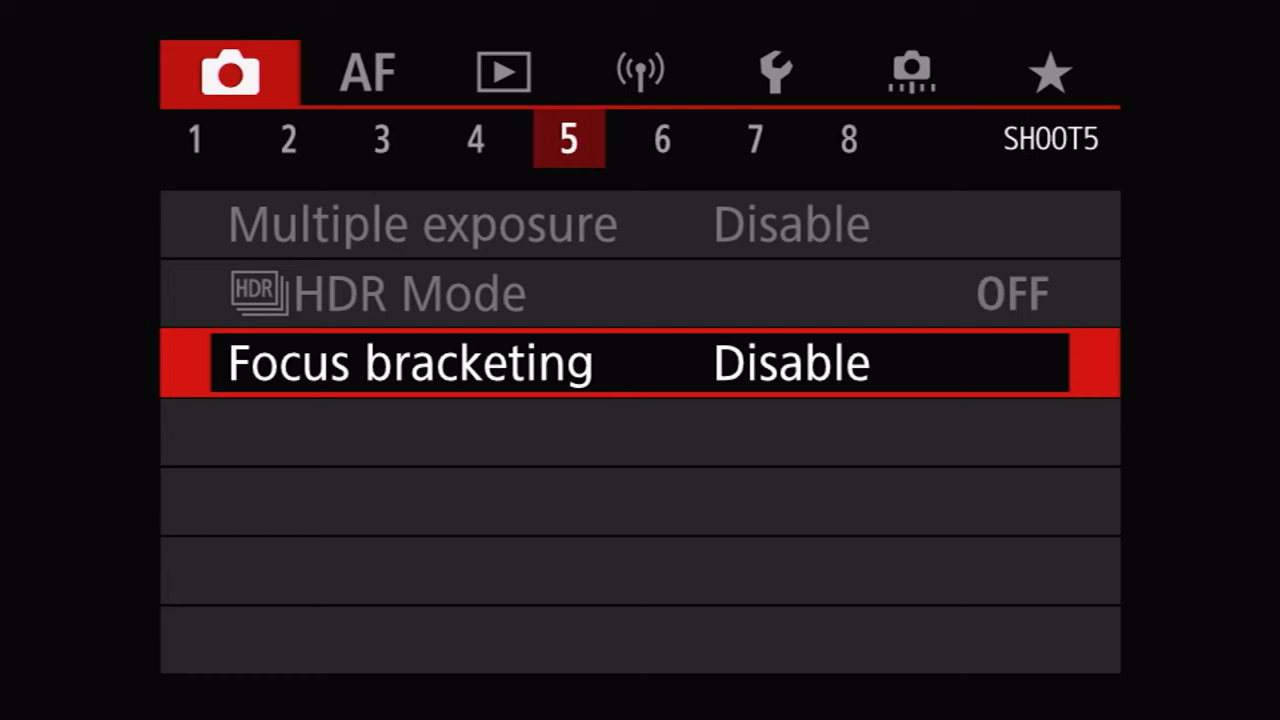 AF
1 2 3 4 5 6 7 8 SHOOT5
Multiple exposure Disable
HDR HDR Mode OFF
Focus bracketing Disable